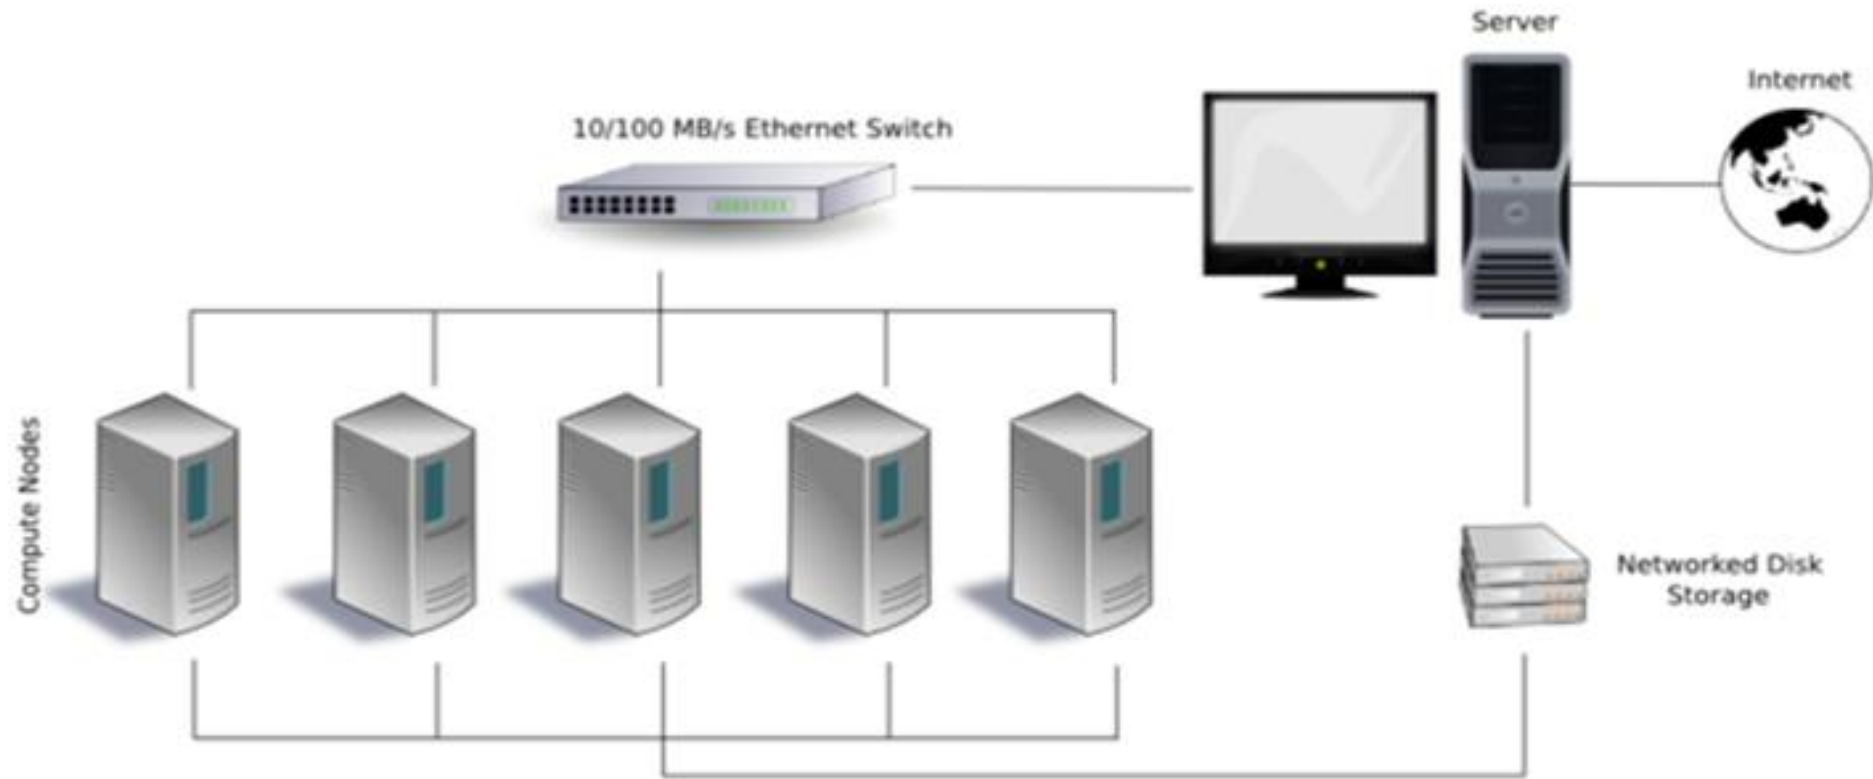 Server
Internet
10/100 MB/s Ethernet Switch
Compute Nodes
Networked Disk
Storage